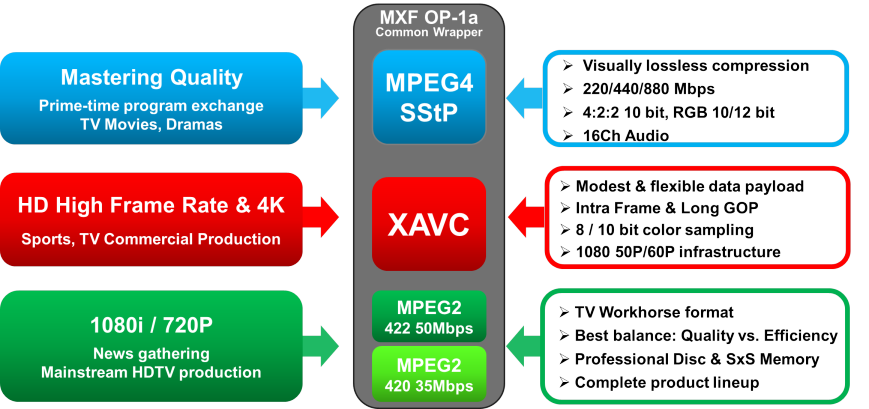 MXF OP-1a
Common Wrapper
Mastering Quality
Prime-time program exchange
TV Movies, Dramas
MPEG4
SStP
➢ Visually lossless compression
➢ 220/440/880 Mbps
➢ 4:2:2 10 bit, RGB 10/12 bit
➢ 16Ch Audio
HD High Frame Rate & 4K
Sports, TV Commercial Production
XAVC
➢ Modest & flexible data payload
➢ Intra Frame & Long GOP
➢ 8 / 10 bit color sampling
➢ 1080 50P/60P infrastructure
1080i / 720P
News gathering
Mainstream HDTV production
MPEG2
422 50Mbps
MPEG2
420 35Mbps
➢ TV Workhorse format
➢ Best balance: Quality vs. Efficiency
➢ Professional Disc & SxS Memory
➢ Complete product lineup